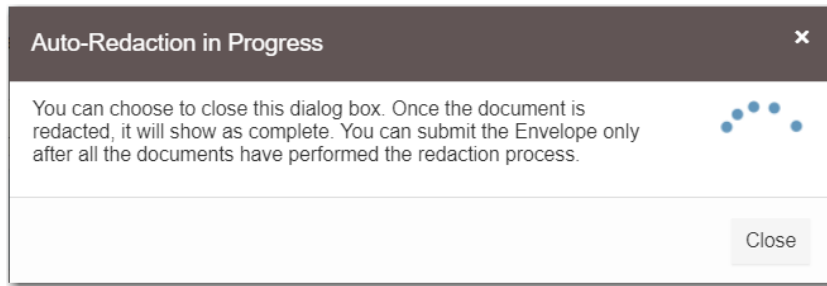 Auto-Redaction in Progress
You can choose to close this dialog box. Once the document is
redacted, it will show as complete. You can submit the Envelope only
after all the documents have performed the redaction process.
Close